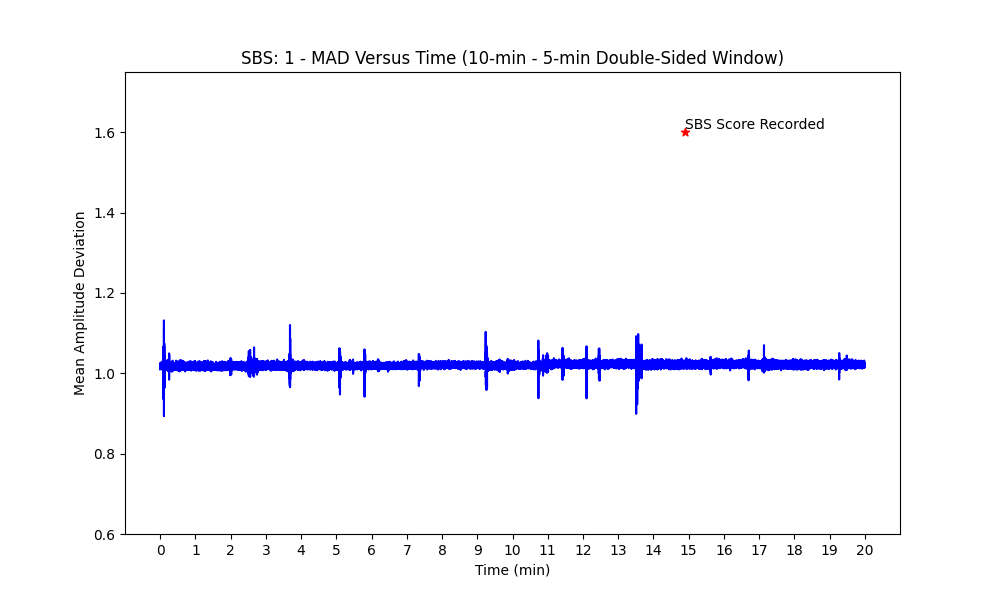 SBS: 1 - MAD Versus Time (10-min - 5-min Double-Sided Window)
SBS Score Recorded
Mean Amplitude Deviation
1.6
1.4
1.2
1.0
0.8
0.6
0 1 2 3 4 5 6 7 8 9 10 11 12 13 14 15 16 17 18 19 20
Time (min)